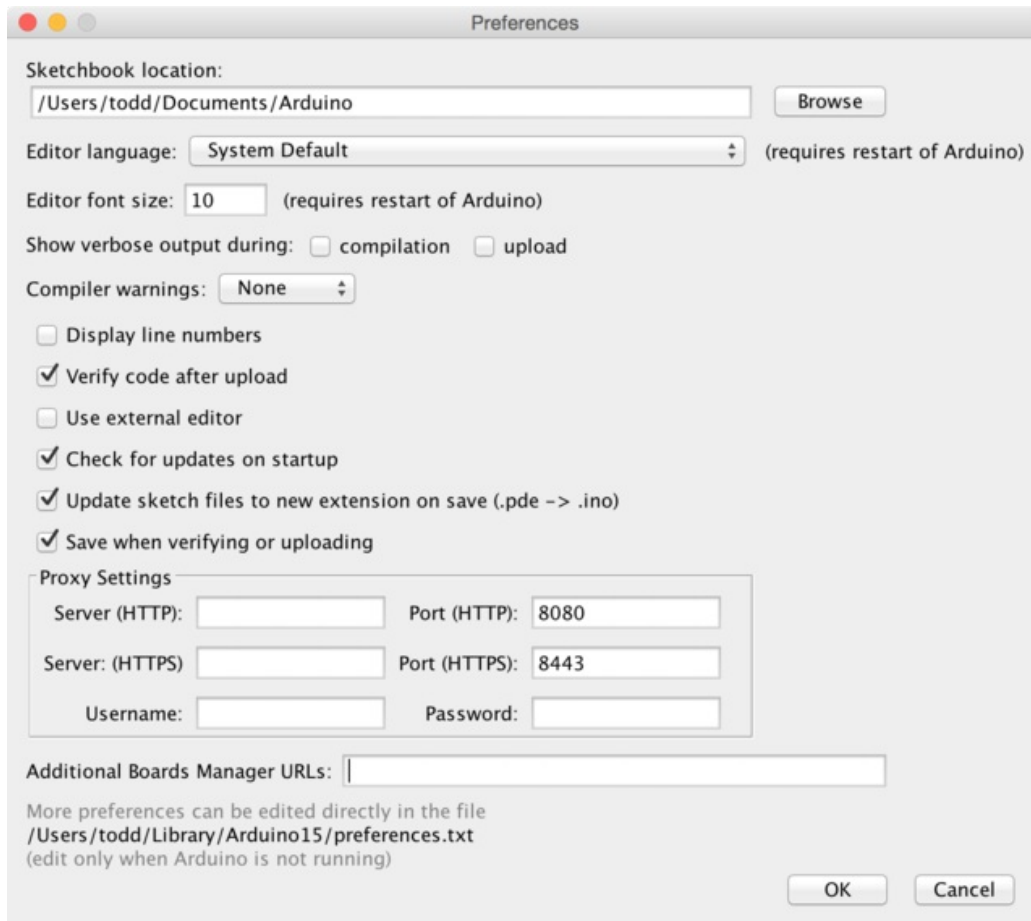 Preferences
Sketchbook location:
/Users/todd/Documents/Arduino Browse
Editor language: System Default (requires restart of Arduino)
Editor font size: 10 (requires restart of Arduino)
Show verbose output during: compilation upload
Compiler warnings: None
Display line numbers
Verify code after upload
Use external editor
Check for updates on startup
Update sketch files to new extension on save (.pde -> .ino)
Save when verifying or uploading
Proxy Settings
Server (HTTP): Port (HTTP): 8080
Server: (HTTPS) Port (HTTPS): 8443
Username: Password:
Additional Boards Manager URLs:
More preferences can be edited directly in the file
/Users/todd/Library/Arduino15/preferences.txt
(edit only when Arduino is not running)
OK Cancel